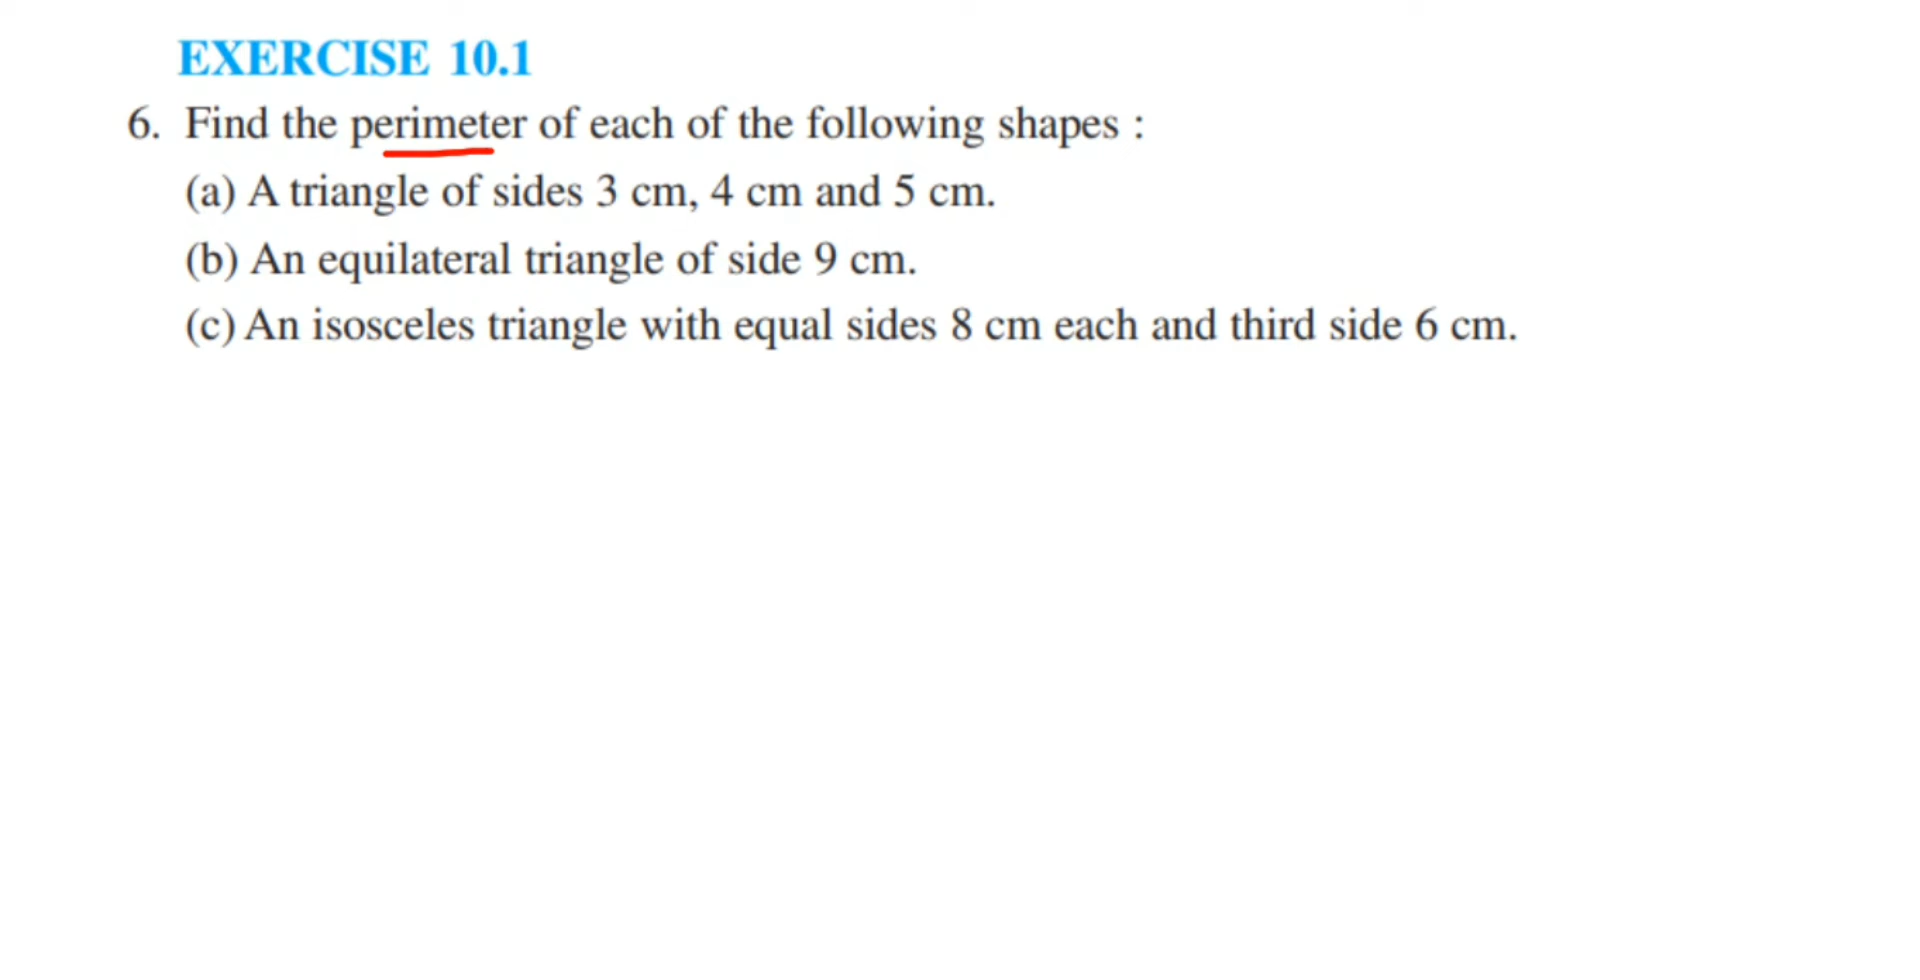 EXERCISE 10.1
6. Find the perimeter of each of the following shapes :
(a) A triangle of sides 3 cm, 4 cm and 5 cm.
(b) An equilateral triangle of side 9 cm.
(c) An isosceles triangle with equal sides 8 cm each and third side 6 cm.